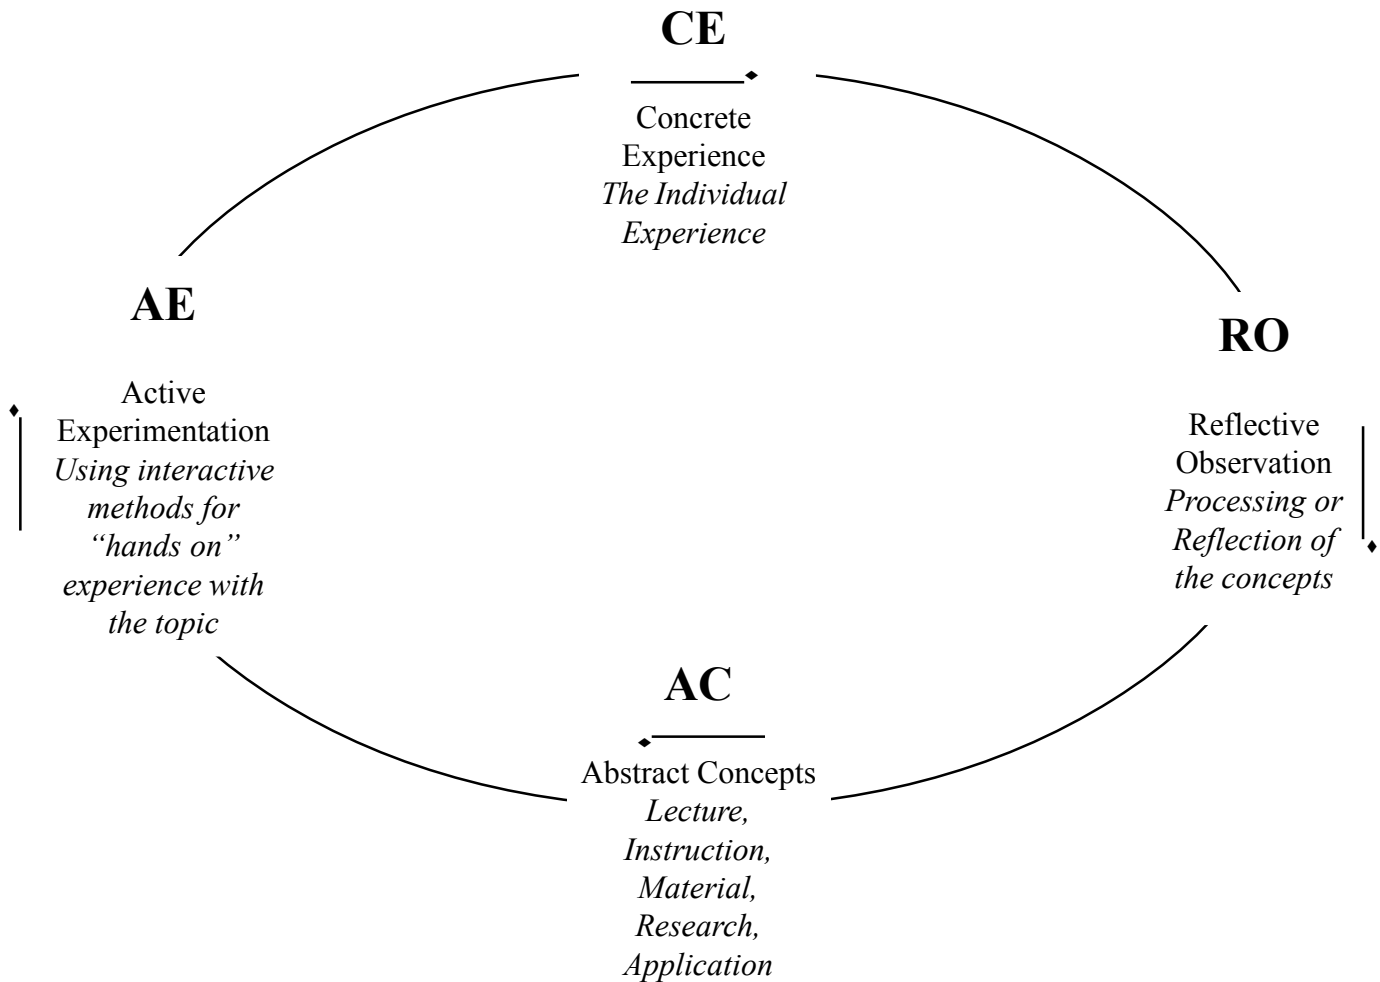 CE
Concrete
Experience
The Individual
Experience
AE
Active
Experimentation
Using interactive
methods for
“hands on”
experience with
the topic
RO
Reflective
Observation
Processing or
Reflection of
the concepts
AC
Abstract Concepts
Lecture,
Instruction,
Material,
Research,
Application